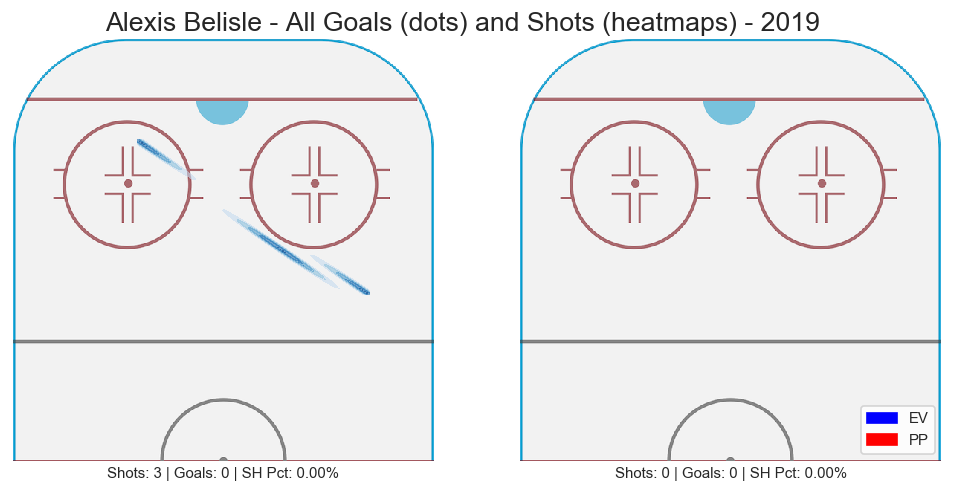 Alexis Belisle - All Goals (dots) and Shots (heatmaps) - 2019
EV
PP
Shots: 3 | Goals: 0 | SH Pct: 0.00%
Shots: 0 | Goals: 0 | SH Pct: 0.00%